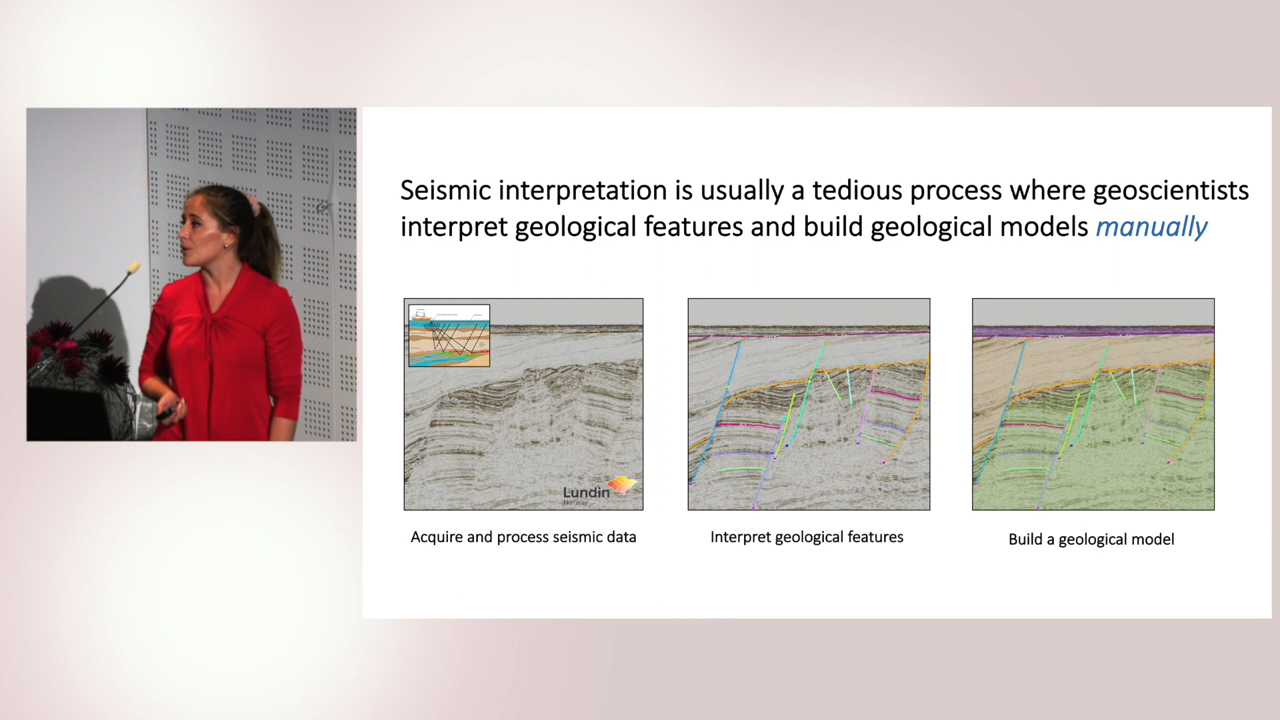 Seismic interpretation is usually a tedious process where geoscientists
interpret geological features and build geological models manually
Lundin
Norway
Acquire and process seismic data
Interpret geological features
Build a geological model